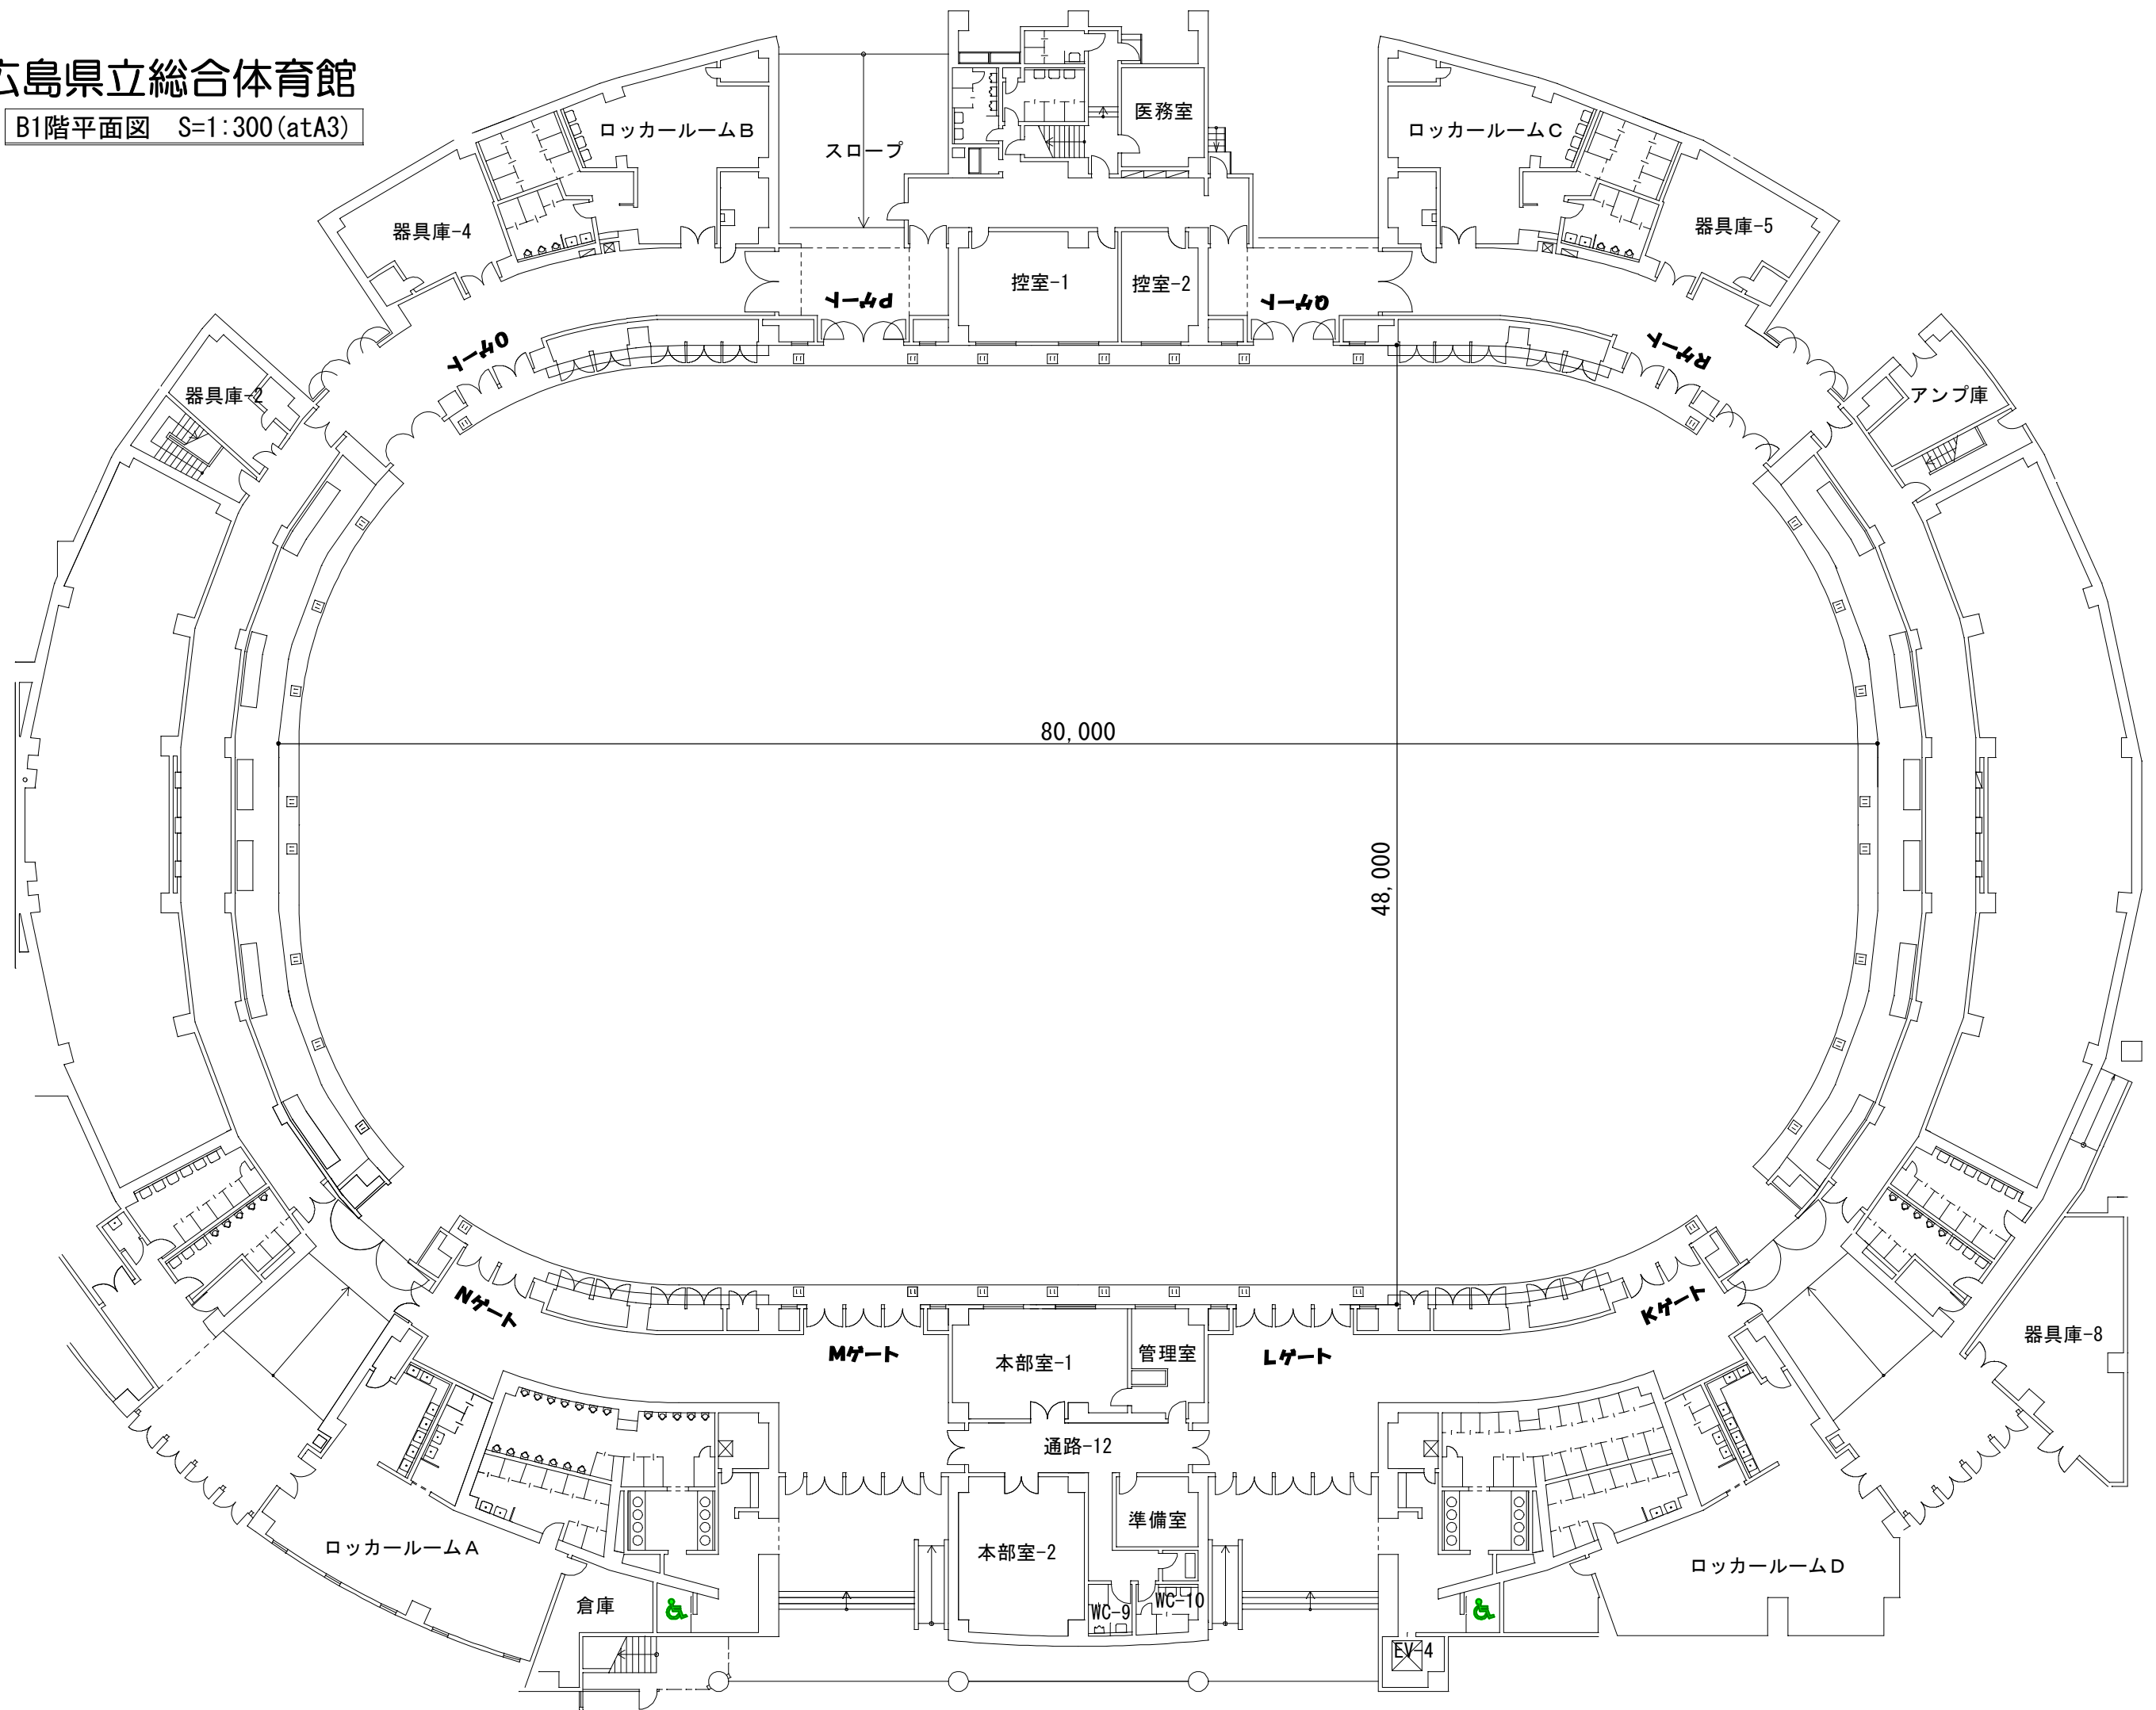 広島県立総合体育館
B1階平面図 S=1:300(atA3)
医務室
ロッカールームB
スロープ
ロッカールームC
器具庫-4
器具庫-5
控室-1
控室-2
Pゲート
Qゲート
Oゲート
Rゲート
器具庫-2
アンプ庫
80,000
48,000
Nゲート
Kゲート
Mゲート
Lゲート
本部室-1
管理室
器具庫-8
通路-12
準備室
本部室-2
ロッカールームA
ロッカールームD
倉庫
WC-9
WC-10
EV-4